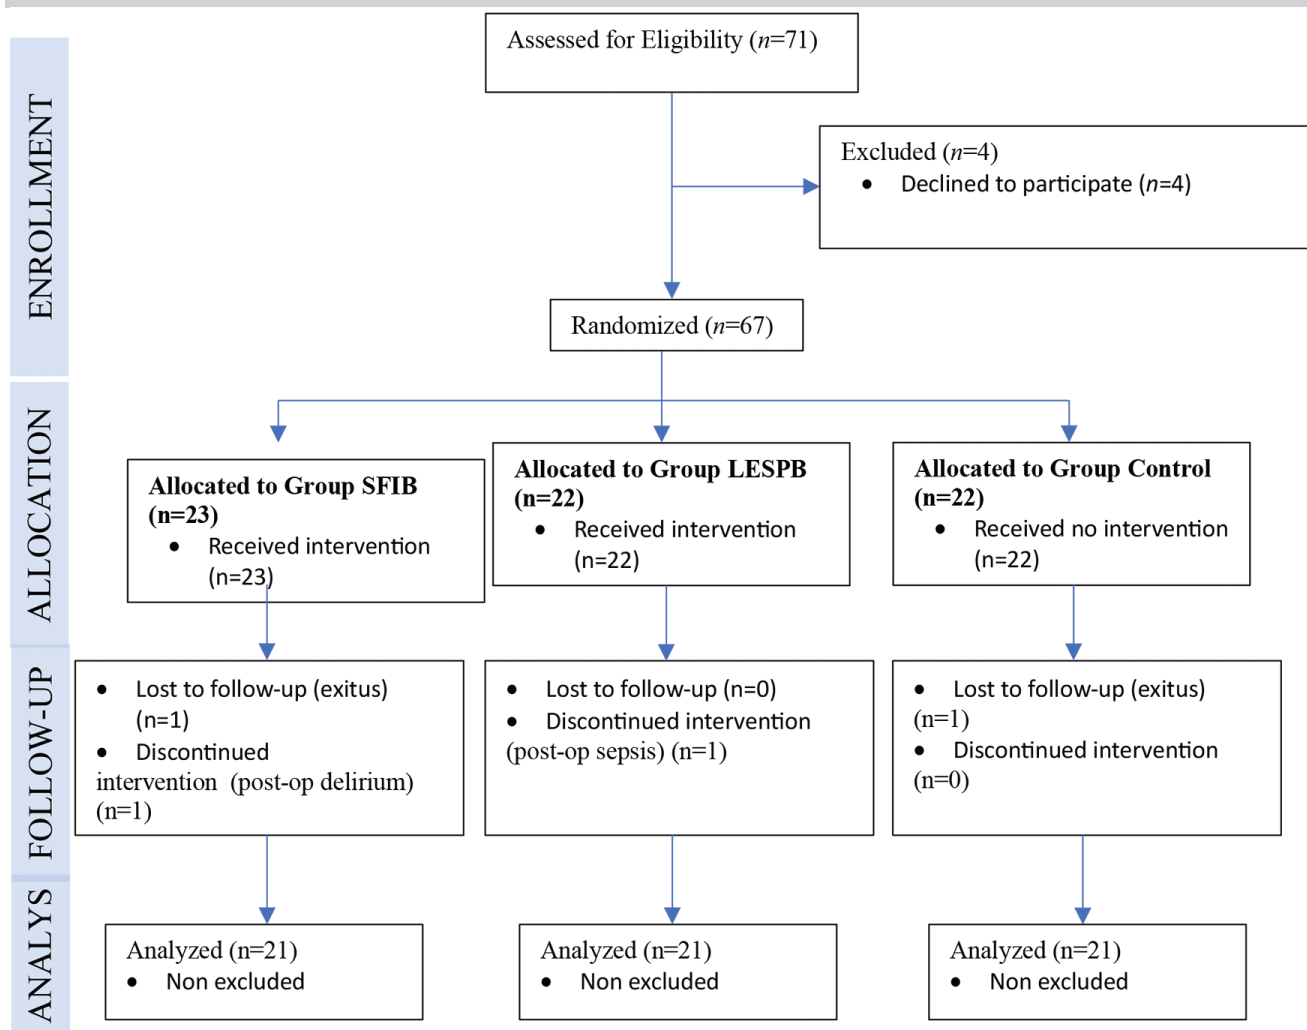 Assessed for Eligibility (n=71)
ENROLLMENT
Excluded (n=4)
• Declined to participate (n=4)
Randomized (n=67)
ALLOCATION
Allocated to Group SFIB
(n=23)
• Received intervention
(n=23)
Allocated to Group LESPB
(n=22)
• Received intervention
(n=22)
Allocated to Group Control
(n=22)
• Received no intervention
(n=22)
FOLLOW-UP
• Lost to follow-up (exitus)
(n=1)
• Discontinued
intervention (post-op delirium)
(n=1)
• Lost to follow-up (n=0)
• Discontinued intervention
(post-op sepsis) (n=1)
• Lost to follow-up (exitus)
(n=1)
• Discontinued intervention
(n=0)
ANALYS
Analyzed (n=21)
• Non excluded
Analyzed (n=21)
• Non excluded
Analyzed (n=21)
• Non excluded